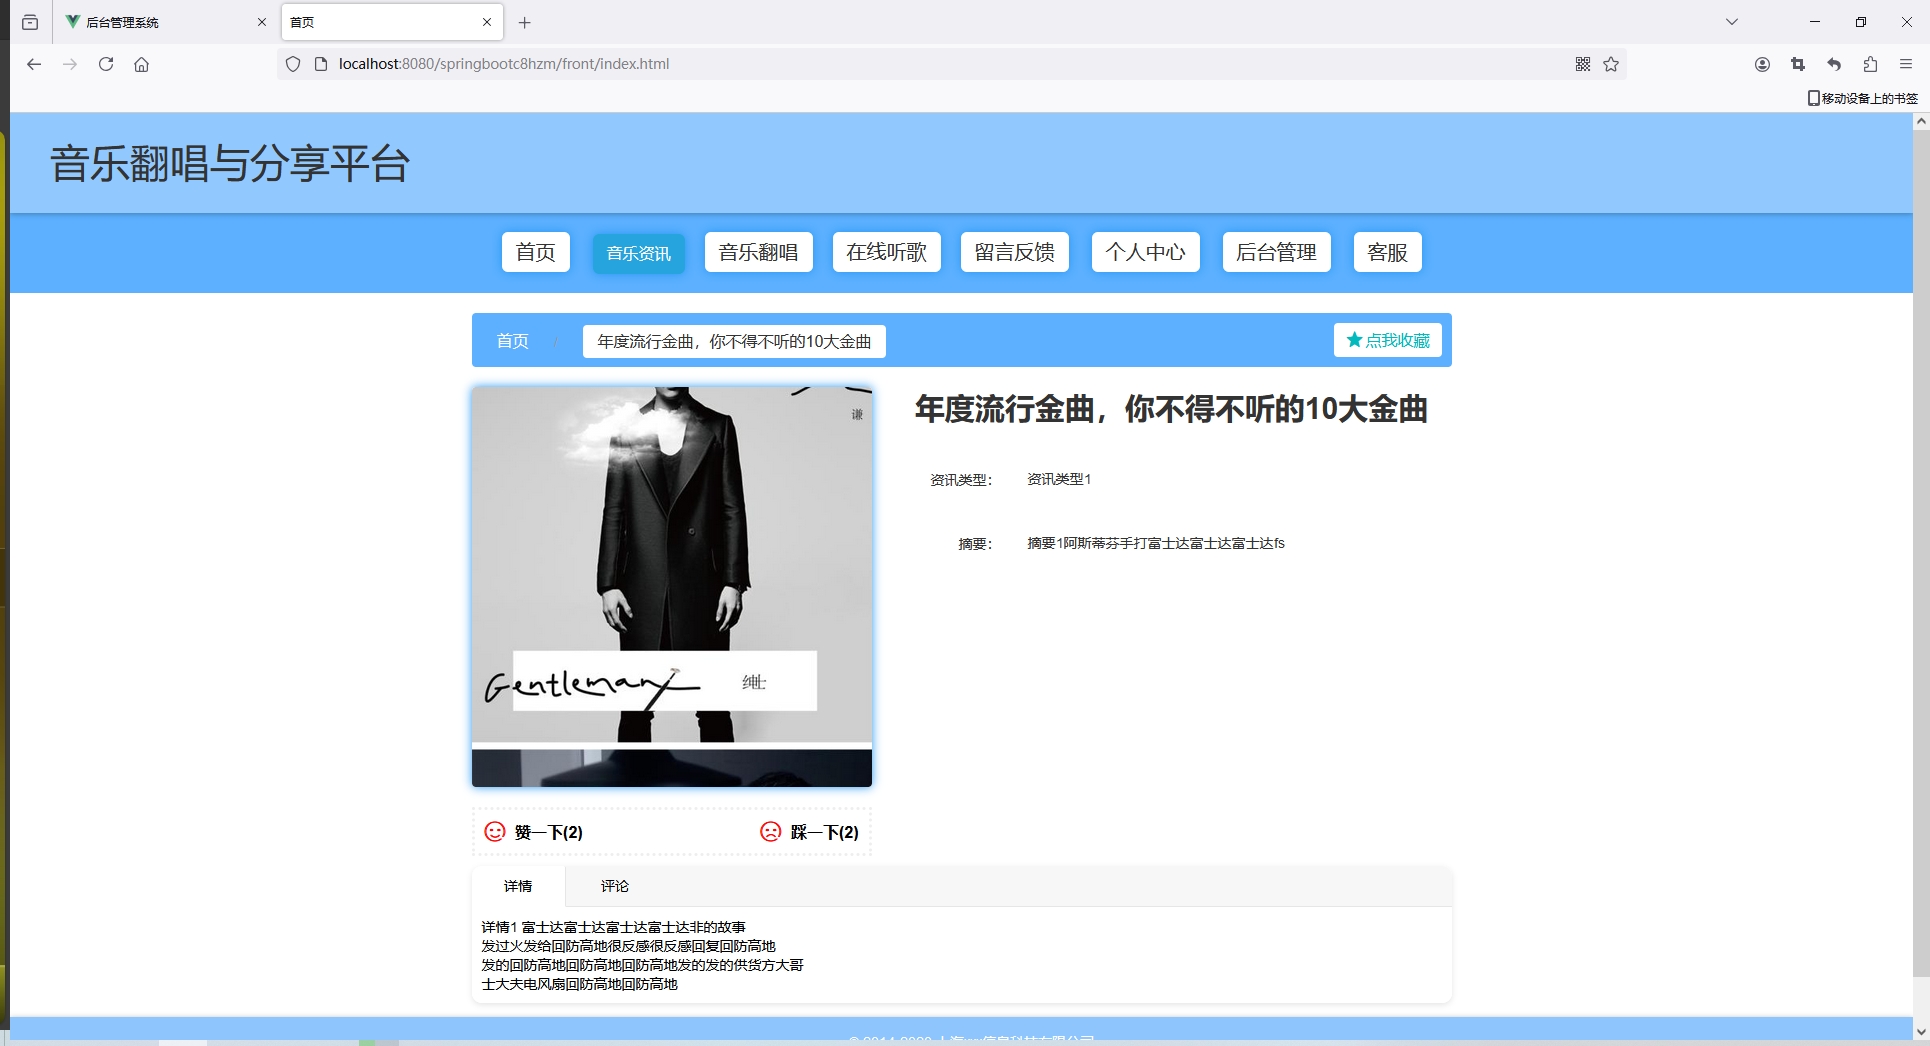 后台管理系统
首页
localhost:8080/springbootc8hzm/front/index.html
移动设备上的书签
音乐翻唱与分享平台
首页 音乐资讯 音乐翻唱 在线听歌 留言反馈 个人中心 后台管理 客服
首页 / 年度流行金曲，你不得不听的10大金曲 点我收藏
谦
Gentleman 绅士
年度流行金曲，你不得不听的10大金曲
资讯类型： 资讯类型1
摘要： 摘要1阿斯蒂芬手打富士达富士达富士达fs
赞一下(2) 踩一下(2)
详情 评论
详情1 富士达富士达富士达富士达非的故事
发过火发给回防高地很反感很反感回复回防高地
发的回防高地回防高地回防高地发的发的供货方大哥
士大夫电风扇回防高地回防高地